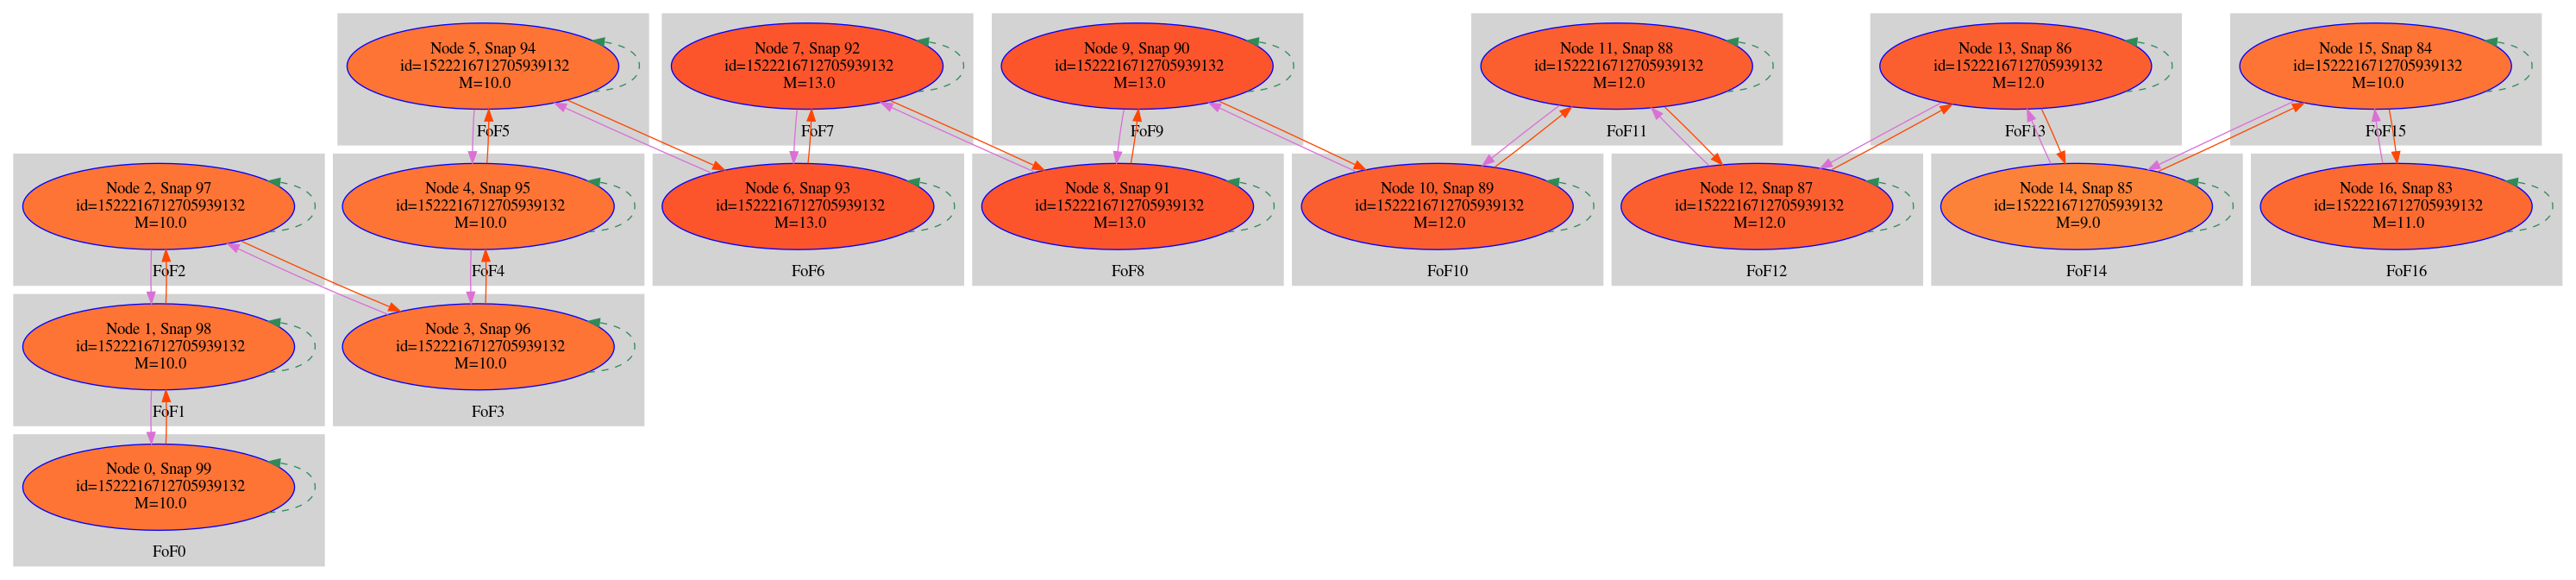 Node 5, Snap 94
id=1522216712705939132
M=10.0
FoF5
Node 7, Snap 92
id=1522216712705939132
M=13.0
FoF7
Node 9, Snap 90
id=1522216712705939132
M=13.0
FoF9
Node 11, Snap 88
id=1522216712705939132
M=12.0
FoF11
Node 13, Snap 86
id=1522216712705939132
M=12.0
FoF13
Node 15, Snap 84
id=1522216712705939132
M=10.0
FoF15
Node 2, Snap 97
id=1522216712705939132
M=10.0
FoF2
Node 4, Snap 95
id=1522216712705939132
M=10.0
FoF4
Node 6, Snap 93
id=1522216712705939132
M=13.0
FoF6
Node 8, Snap 91
id=1522216712705939132
M=13.0
FoF8
Node 10, Snap 89
id=1522216712705939132
M=12.0
FoF10
Node 12, Snap 87
id=1522216712705939132
M=12.0
FoF12
Node 14, Snap 85
id=1522216712705939132
M=9.0
FoF14
Node 16, Snap 83
id=1522216712705939132
M=11.0
FoF16
Node 1, Snap 98
id=1522216712705939132
M=10.0
FoF1
Node 3, Snap 96
id=1522216712705939132
M=10.0
FoF3
Node 0, Snap 99
id=1522216712705939132
M=10.0
FoF0